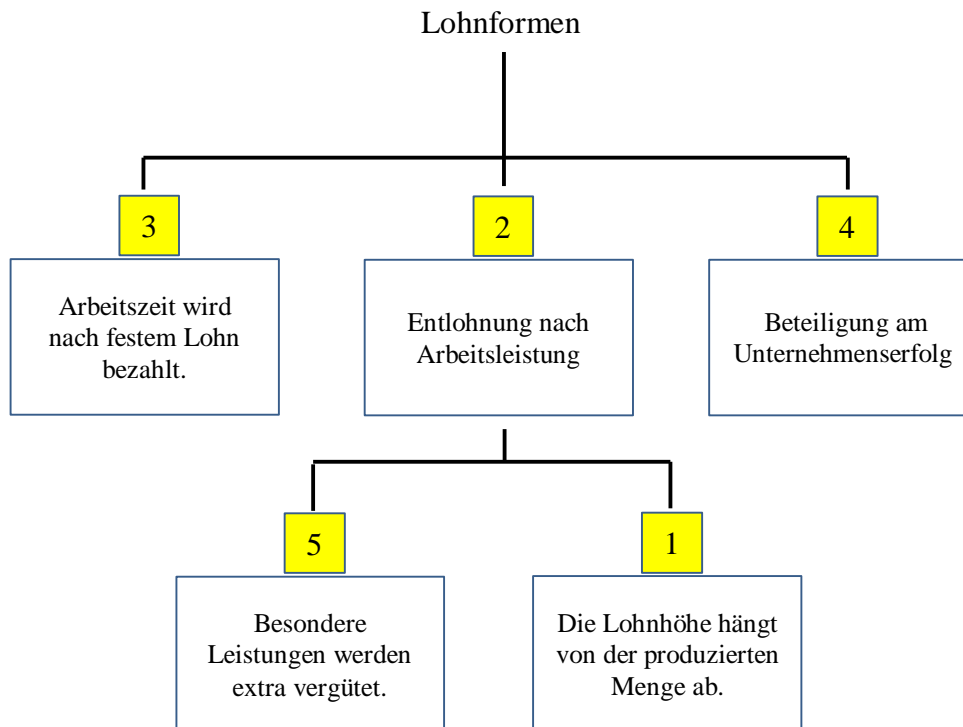 Lohnformen
3
2
4
Arbeitszeit wird
nach festem Lohn
bezahlt.
Entlohnung nach
Arbeitsleistung
Beteiligung am
Unternehmenserfolg
5
1
Besondere
Leistungen werden
extra vergütet.
Die Lohnhöhe hängt
von der produzierten
Menge ab.